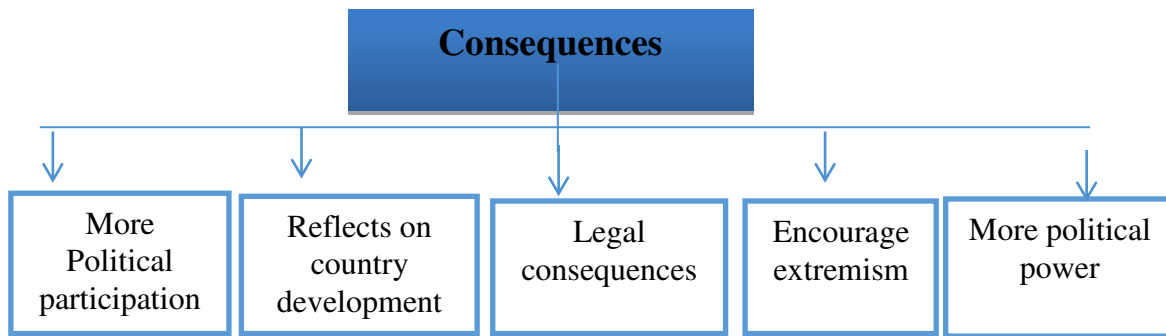 Consequences
More
Political
participation
Reflects on
country
development
Legal
consequences
Encourage
extremism
More political
power